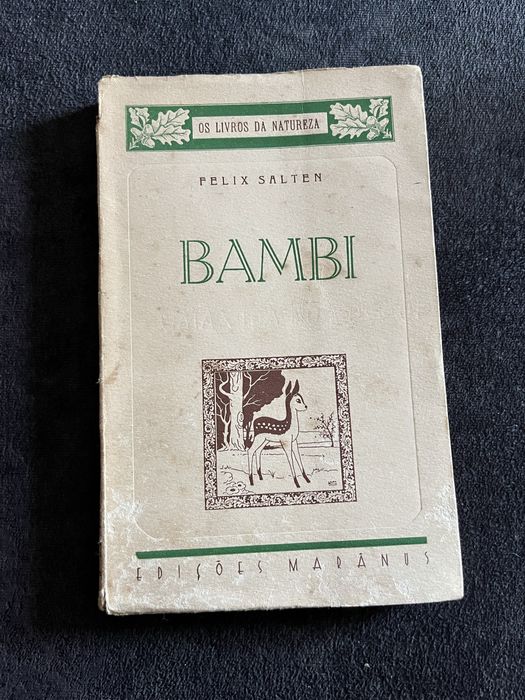 OS LIVROS DA NATUREZA
FELIX SALTEN
BAMBI
EDIÇÕES MARÂNUS